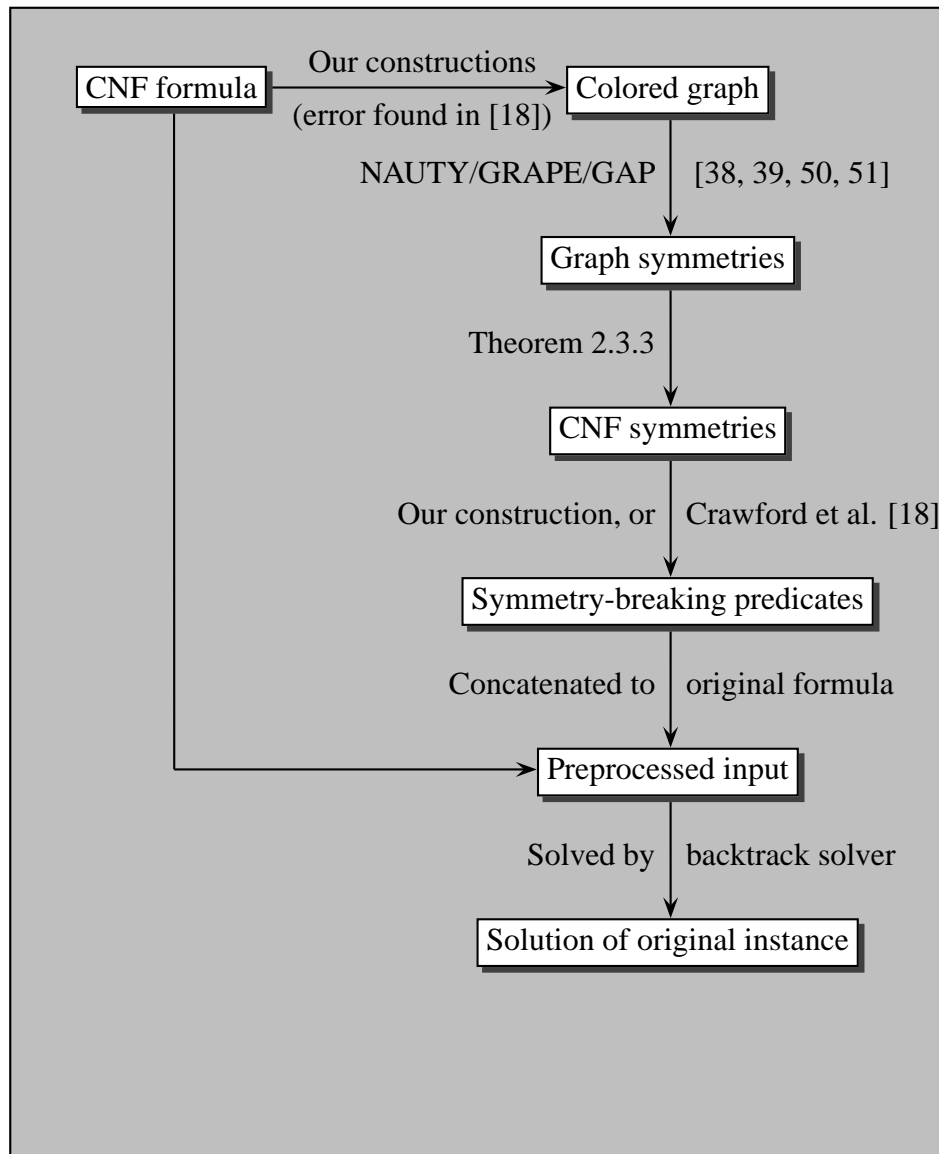 Our constructions
CNF formula
Colored graph
(error found in [18])
NAUTY/GRAPE/GAP [38, 39, 50, 51]
Graph symmetries
Theorem 2.3.3
CNF symmetries
Our construction, or Crawford et al. [18]
Symmetry-breaking predicates
Concatenated to original formula
Preprocessed input
Solved by backtrack solver
Solution of original instance